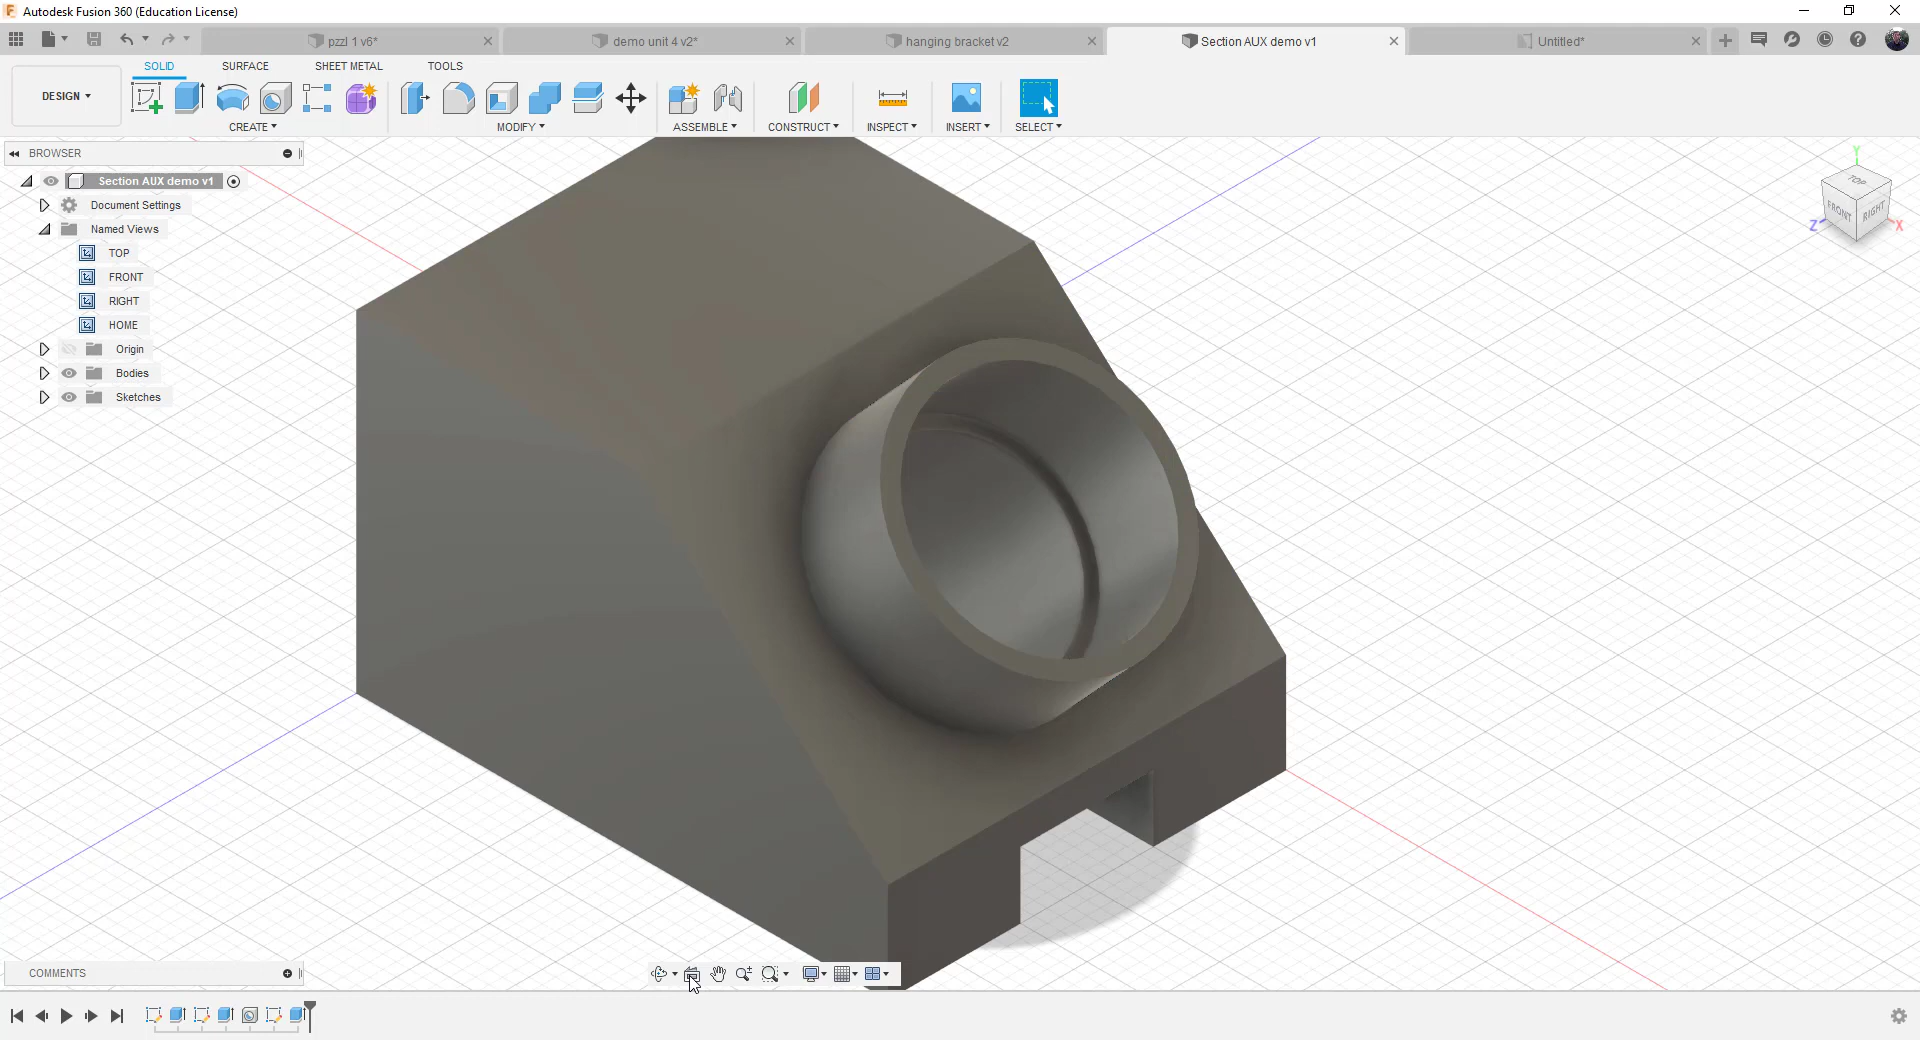 Autodesk Fusion 360 (Education License)
pzzl 1 v6*
demo unit 4 v2*
hanging bracket v2
Section AUX demo v1
Untitled*
SOLID
SURFACE
SHEET METAL
TOOLS
DESIGN
CREATE
MODIFY
ASSEMBLE
CONSTRUCT
INSPECT
INSERT
SELECT
BROWSER
Section AUX demo v1
Document Settings
Named Views
TOP
FRONT
RIGHT
HOME
Origin
Bodies
Sketches
Y
TOP
FRONT
RIGHT
Z
X
COMMENTS